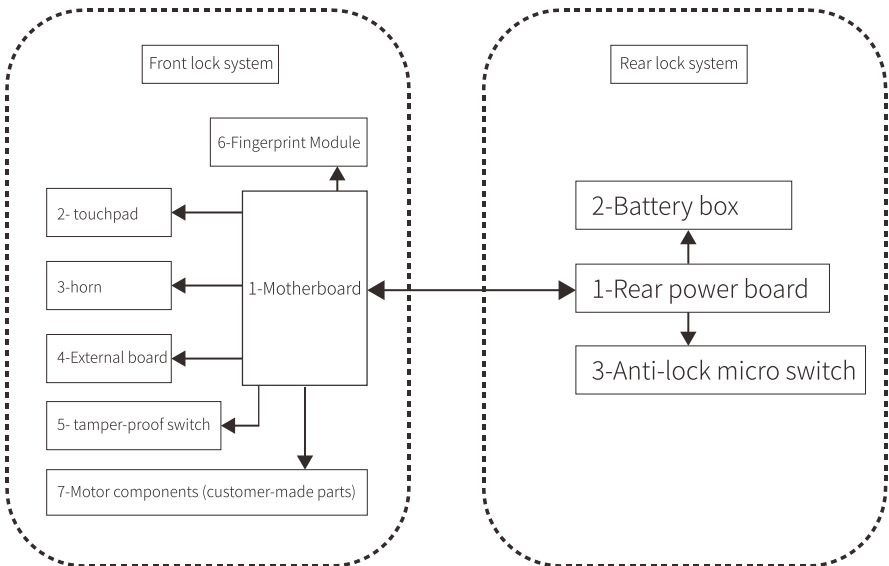 Front lock system
6-Fingerprint Module
2- touchpad
1-Motherboard
3-horn
4-External board
5- tamper-proof switch
7-Motor components (customer-made parts)
Rear lock system
2-Battery box
1-Rear power board
3-Anti-lock micro switch